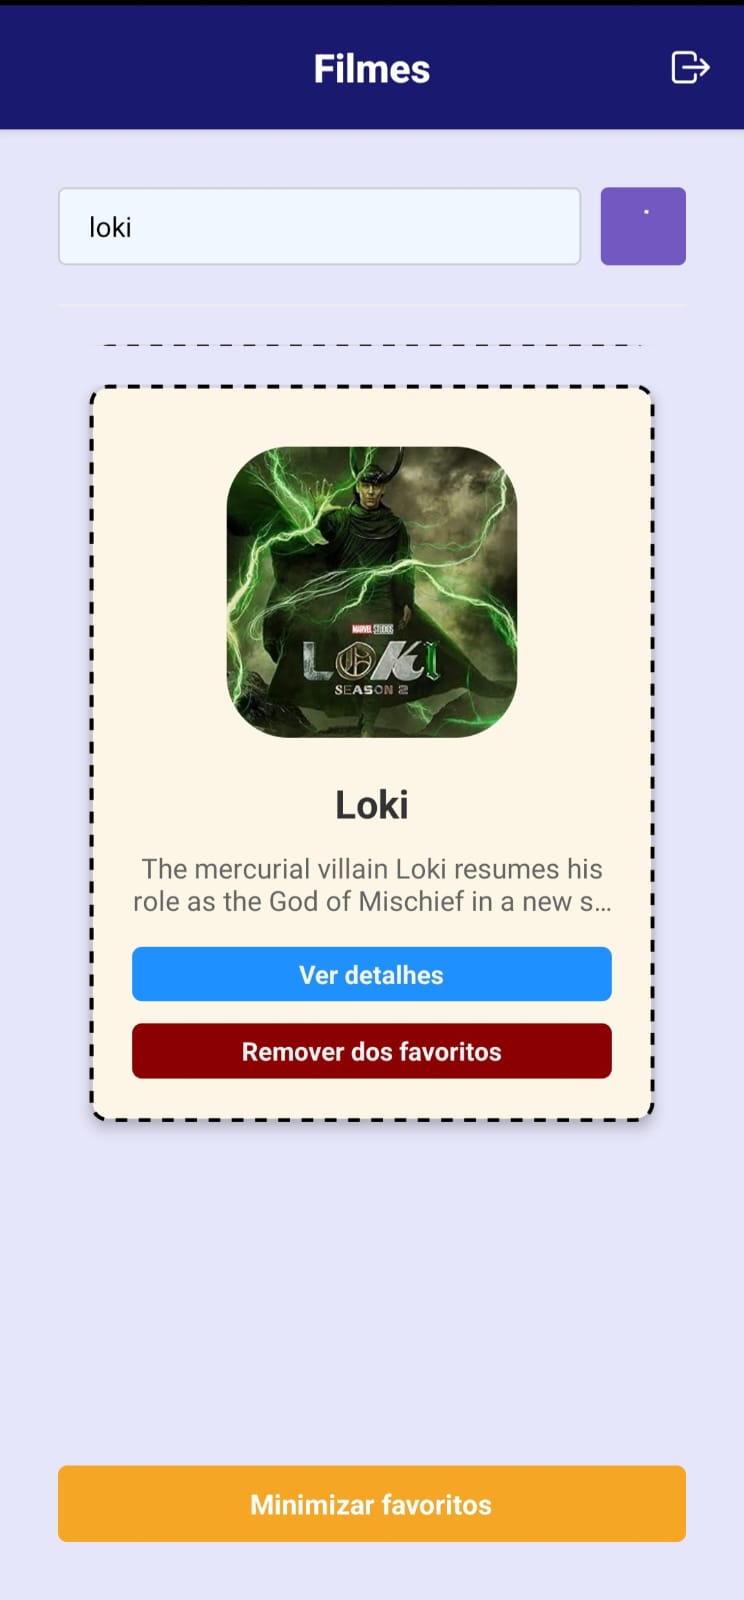 Filmes
loki
MARVEL STUDIOS
LOKI
SEASON 2
Loki
The mercurial villain Loki resumes his
role as the God of Mischief in a new s...
Ver detalhes
Remover dos favoritos
Minimizar favoritos